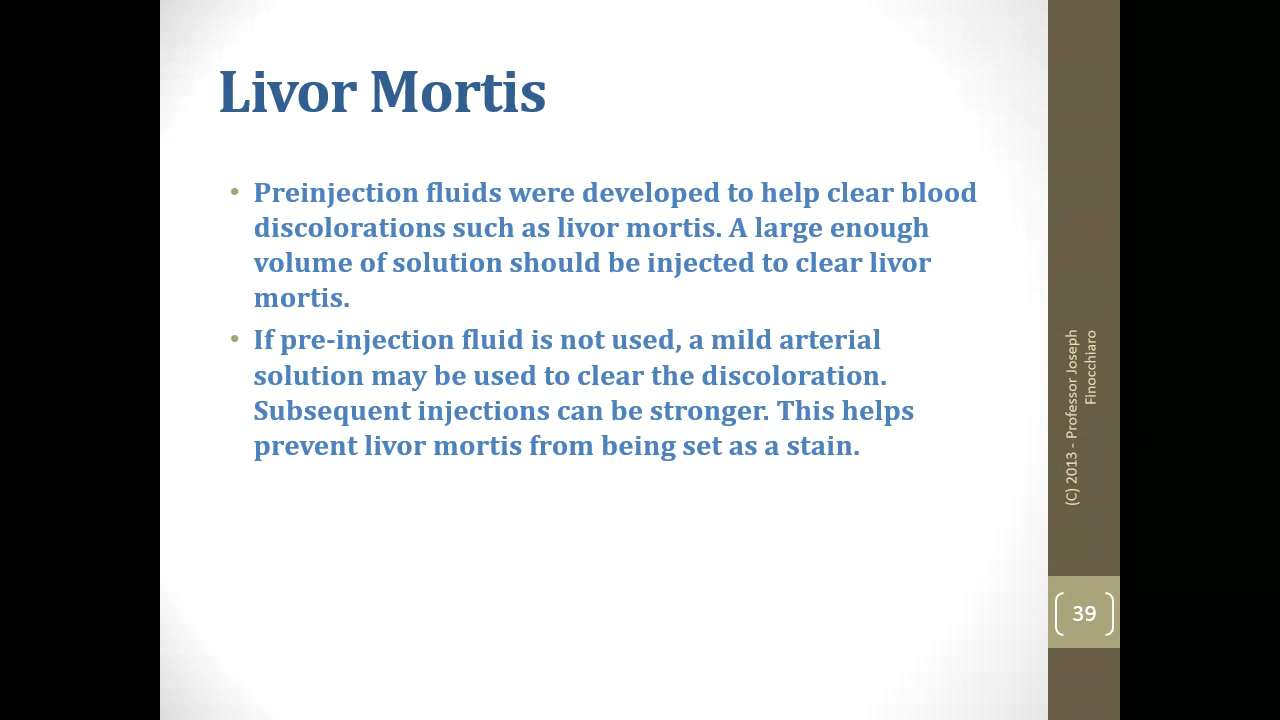 Livor Mortis
• Preinjection fluids were developed to help clear blood
discolorations such as livor mortis. A large enough
volume of solution should be injected to clear livor
mortis.
• If pre-injection fluid is not used, a mild arterial
solution may be used to clear the discoloration.
Subsequent injections can be stronger. This helps
prevent livor mortis from being set as a stain.
(C) 2013 - Professor Joseph
Finocchiaro
39